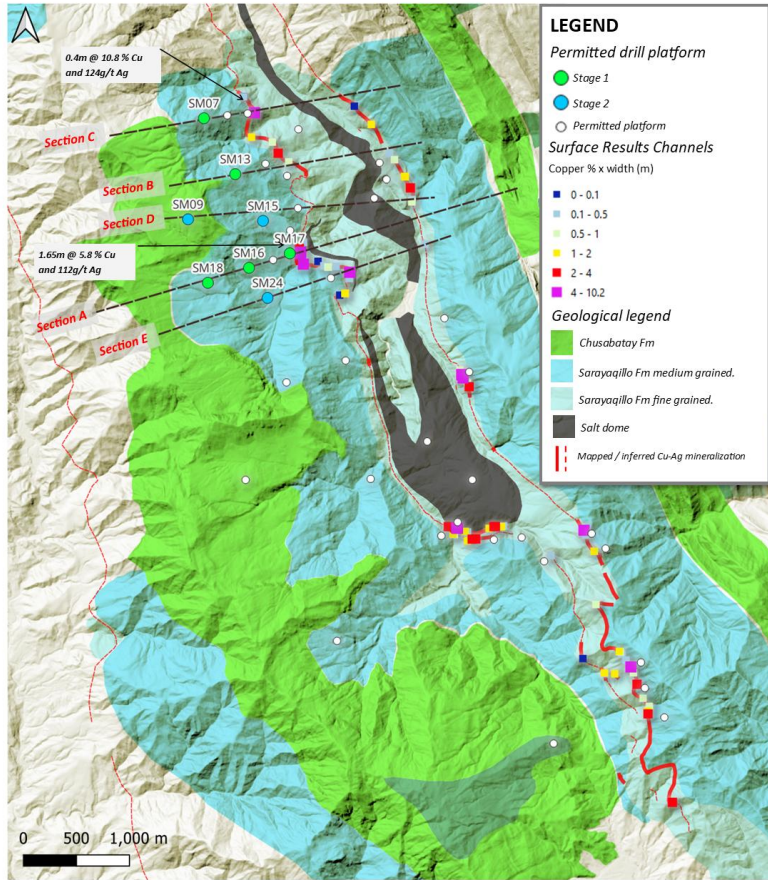 LEGEND
Permitted drill platform
Stage 1
Stage 2
Permitted platform
Surface Results Channels
Copper % x width (m)
0 - 0.1
0.1 - 0.5
0.5 - 1
1 - 2
2 - 4
4 - 10.2
Geological legend
Chusabatay Fm
Sarayaqillo Fm medium grained.
Sarayaqillo Fm fine grained.
Salt dome
Mapped / inferred Cu-Ag mineralization
0.4m @ 10.8 % Cu
and 124g/t Ag
SM07
Section C
SM13
Section B
SM09
SM15
Section D
SM17
1.65m @ 5.8 % Cu
and 112g/t Ag
SM16
SM18
SM24
Section A
Section E
0 500 1,000 m